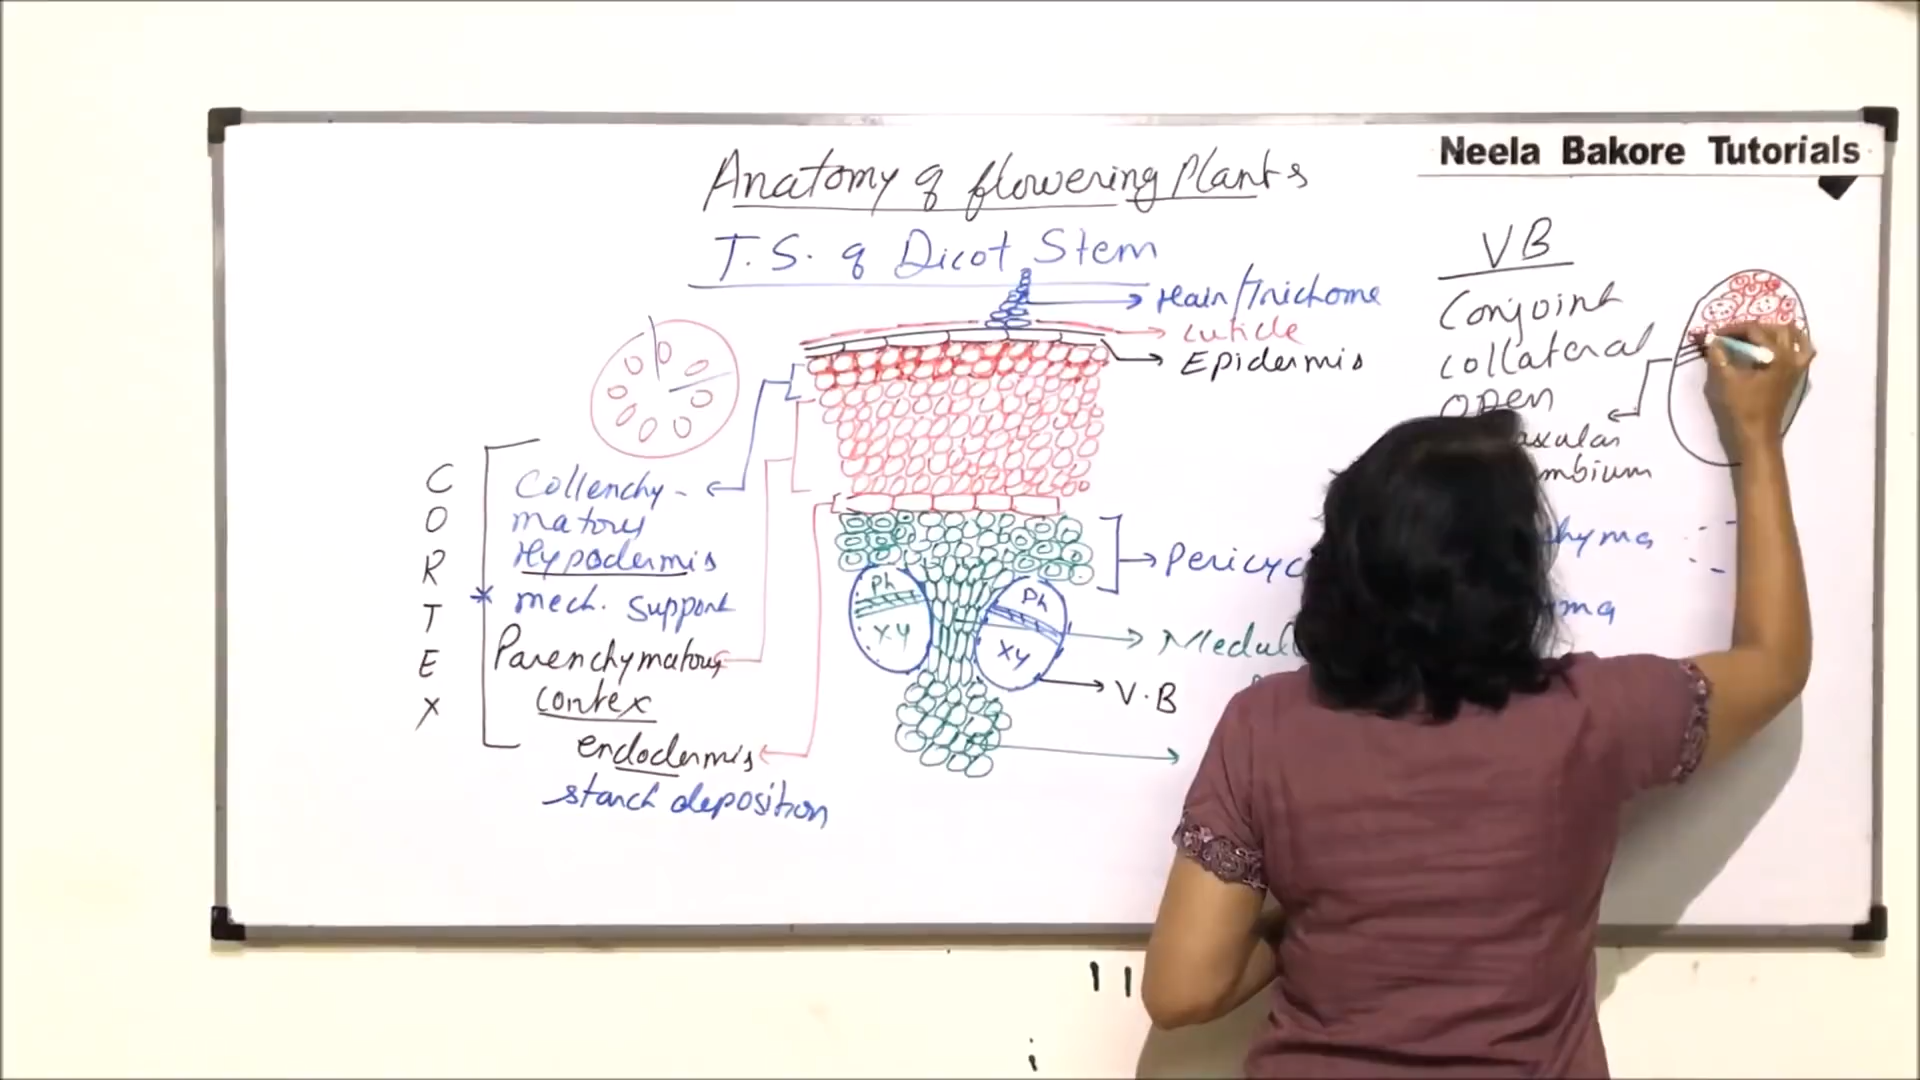 Neela Bakore Tutorials
Anatomy of flowering Plants
T. S. of Dicot Stem
Hair/Trichome
cuticle
Epidermis
VB
Conjoint
collateral
open
C
O
R
T
E
X
Collenchy-
matous
Hypodermis
* mech. support
Parenchymatous
cortex
endodermis
starch deposition
Ph
XY
Ph
XY
V.B